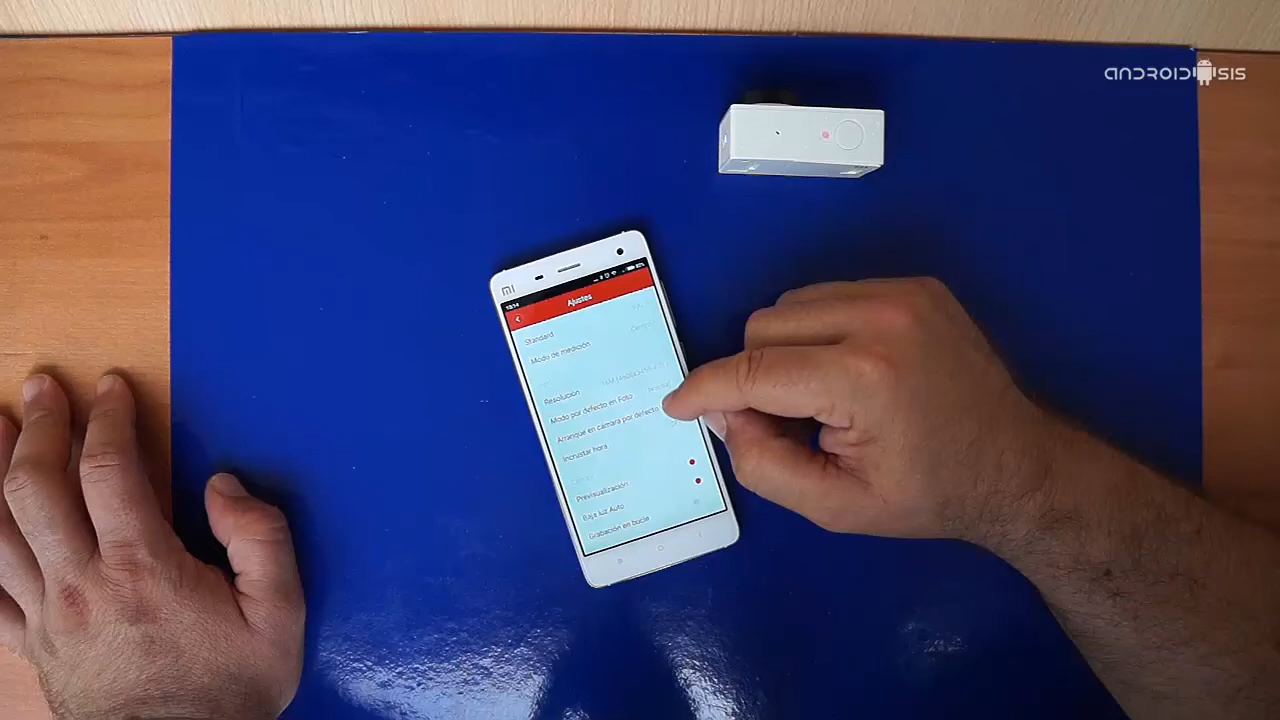 ANDROIDSIS
mi
Ajustes
Standard
Modo de medición
Resolución
Modo por defecto en Foto
Arranque en cámara por defecto
Incrustar hora
Previsualización
Baja luz Auto
Grabación en bucle